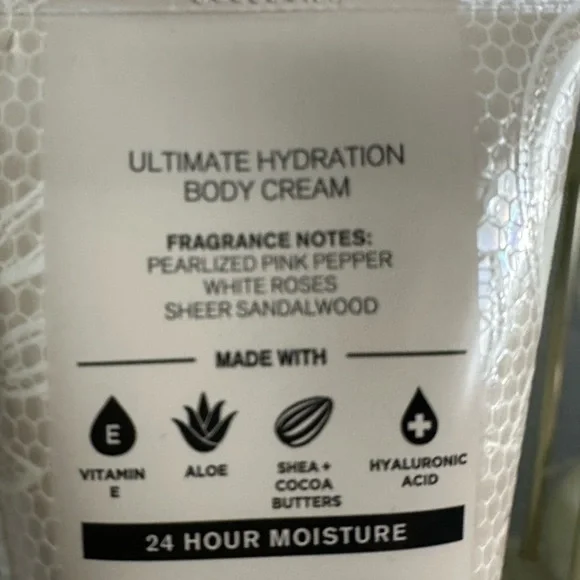 ULTIMATE HYDRATION
BODY CREAM
FRAGRANCE NOTES:
PEARLIZED PINK PEPPER
WHITE ROSES
SHEER SANDALWOOD
MADE WITH
E
VITAMIN
E
ALOE
SHEA +
COCOA
BUTTERS
HYALURONIC
ACID
24 HOUR MOISTURE